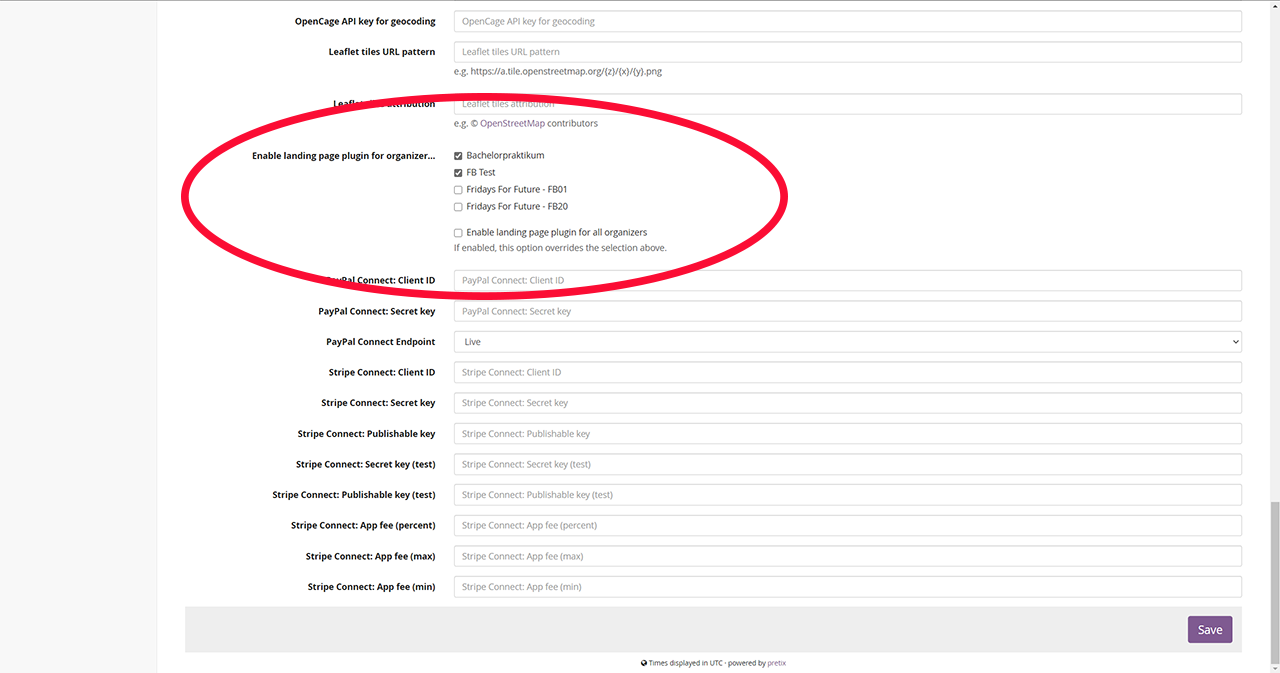 OpenCage API key for geocoding OpenCage API key for geocoding
Leaflet tiles URL pattern Leaflet tiles URL pattern
e.g. https://a.tile.openstreetmap.org/{z}/{x}/{y}.png
Leaflet tiles attribution Leaflet tiles attribution
e.g. © OpenStreetMap contributors
Enable landing page plugin for organizer... Bachelorpraktikum
FB Test
Fridays For Future - FB01
Fridays For Future - FB20
Enable landing page plugin for all organizers
If enabled, this option overrides the selection above.
PayPal Connect: Client ID PayPal Connect: Client ID
PayPal Connect: Secret key PayPal Connect: Secret key
PayPal Connect Endpoint Live
Stripe Connect: Client ID Stripe Connect: Client ID
Stripe Connect: Secret key Stripe Connect: Secret key
Stripe Connect: Publishable key Stripe Connect: Publishable key
Stripe Connect: Secret key (test) Stripe Connect: Secret key (test)
Stripe Connect: Publishable key (test) Stripe Connect: Publishable key (test)
Stripe Connect: App fee (percent) Stripe Connect: App fee (percent)
Stripe Connect: App fee (max) Stripe Connect: App fee (max)
Stripe Connect: App fee (min) Stripe Connect: App fee (min)
Save
Times displayed in UTC · powered by pretix